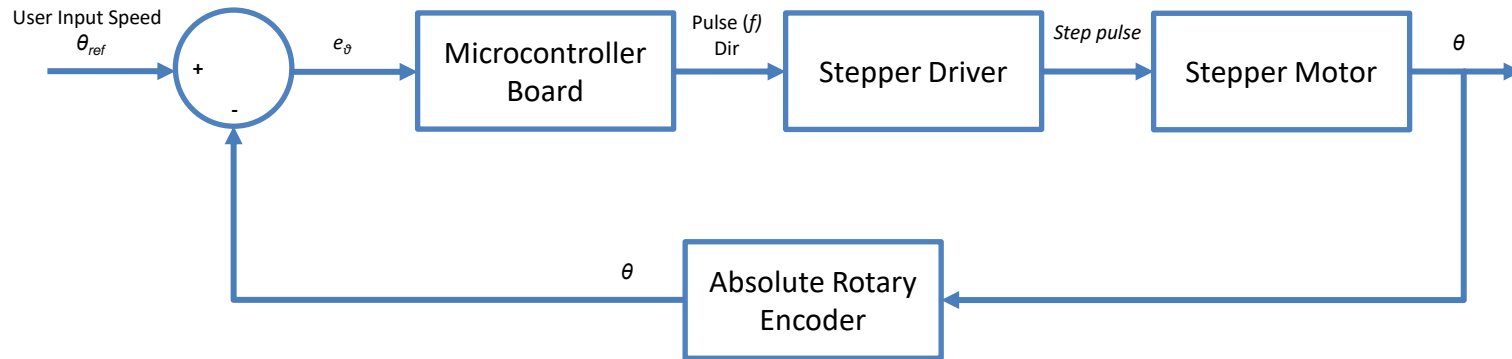 User Input Speed
θref
+
-
eϑ
Microcontroller
Board
Pulse (f)
Dir
Stepper Driver
Step pulse
Stepper Motor
θ
θ
Absolute Rotary
Encoder